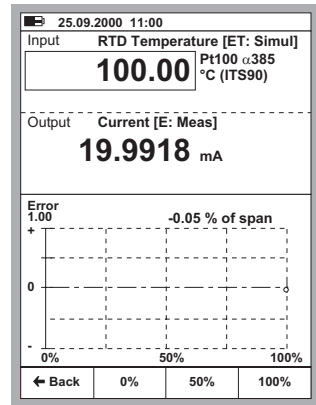 25.09.2000 11:00
Input RTD Temperature [ET: Simul]
100.00 Pt100 α385
°C (ITS90)
Output Current [E: Meas]
19.9918 mA
Error
1.00 -0.05 % of span
+
0
-
0% 50% 100%
← Back 0% 50% 100%